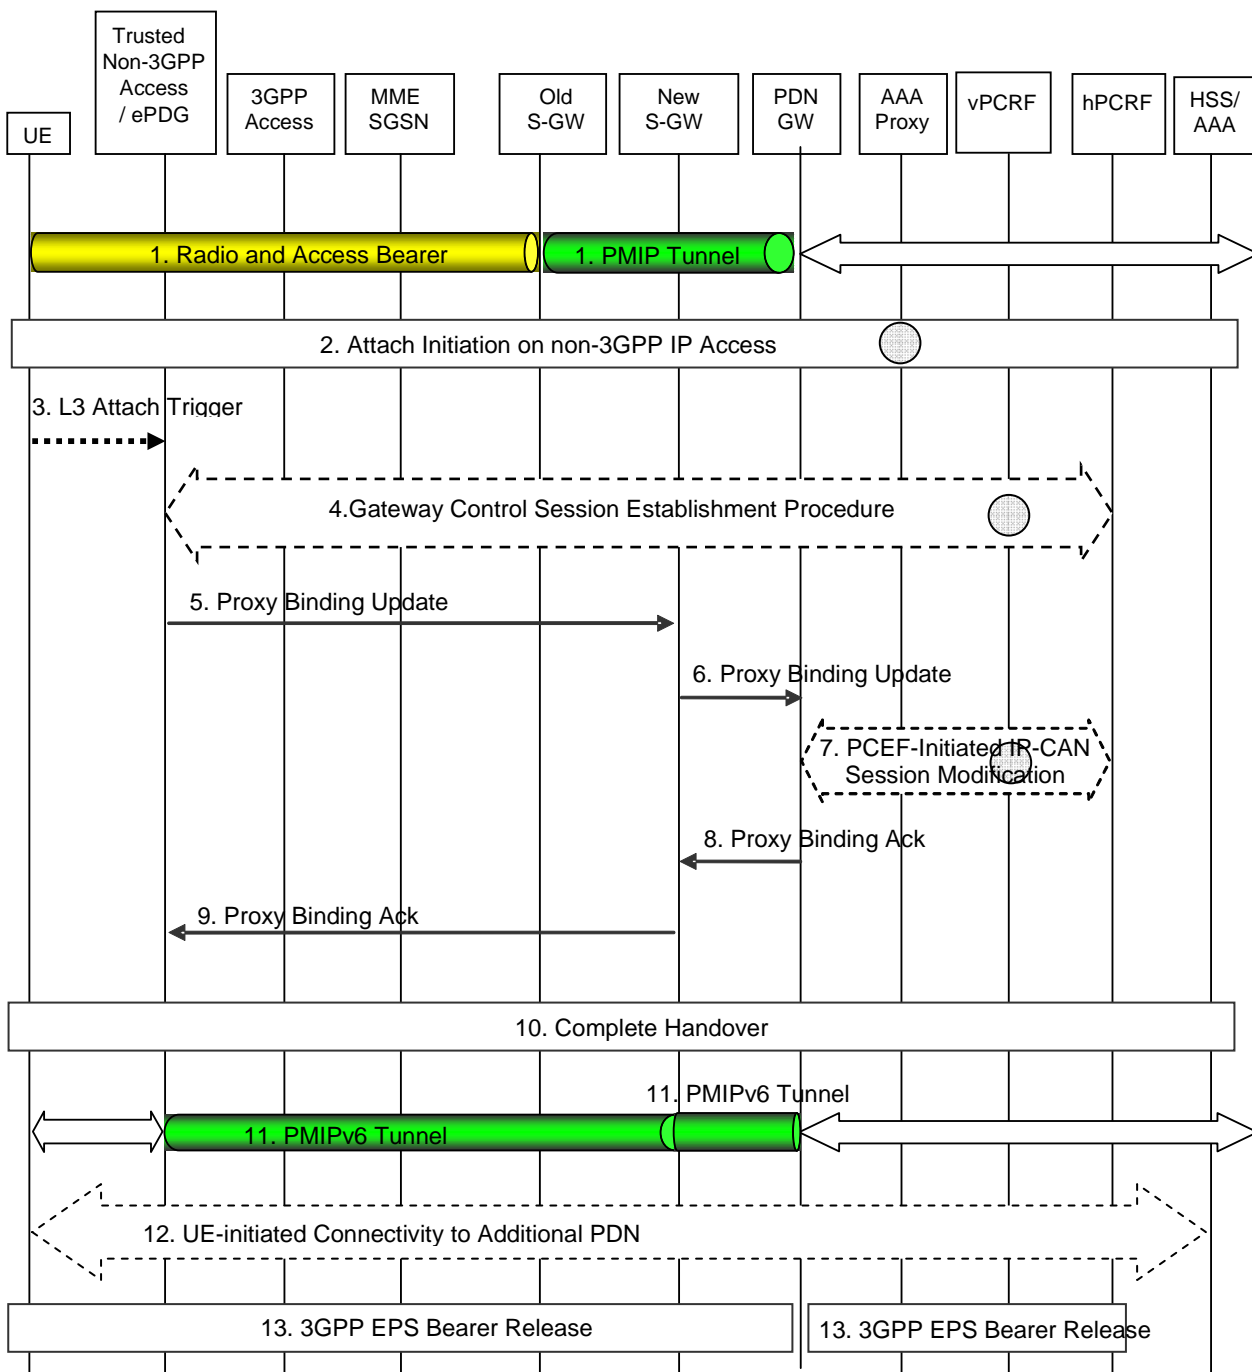 Trusted
Non-3GPP
Access
/ ePDG
UE
3GPP
Access
MME
SGSN
Old
S-GW
New
S-GW
PDN
GW
AAA
Proxy
vPCRF
hPCRF
HSS/
AAA
1. Radio and Access Bearer
1. PMIP Tunnel
2. Attach Initiation on non-3GPP IP Access
3. L3 Attach Trigger
4.Gateway Control Session Establishment Procedure
5. Proxy Binding Update
6. Proxy Binding Update
7. PCEF-Initiated IP-CAN
Session Modification
8. Proxy Binding Ack
9. Proxy Binding Ack
10. Complete Handover
11. PMIPv6 Tunnel
11. PMIPv6 Tunnel
12. UE-initiated Connectivity to Additional PDN
13. 3GPP EPS Bearer Release
13. 3GPP EPS Bearer Release